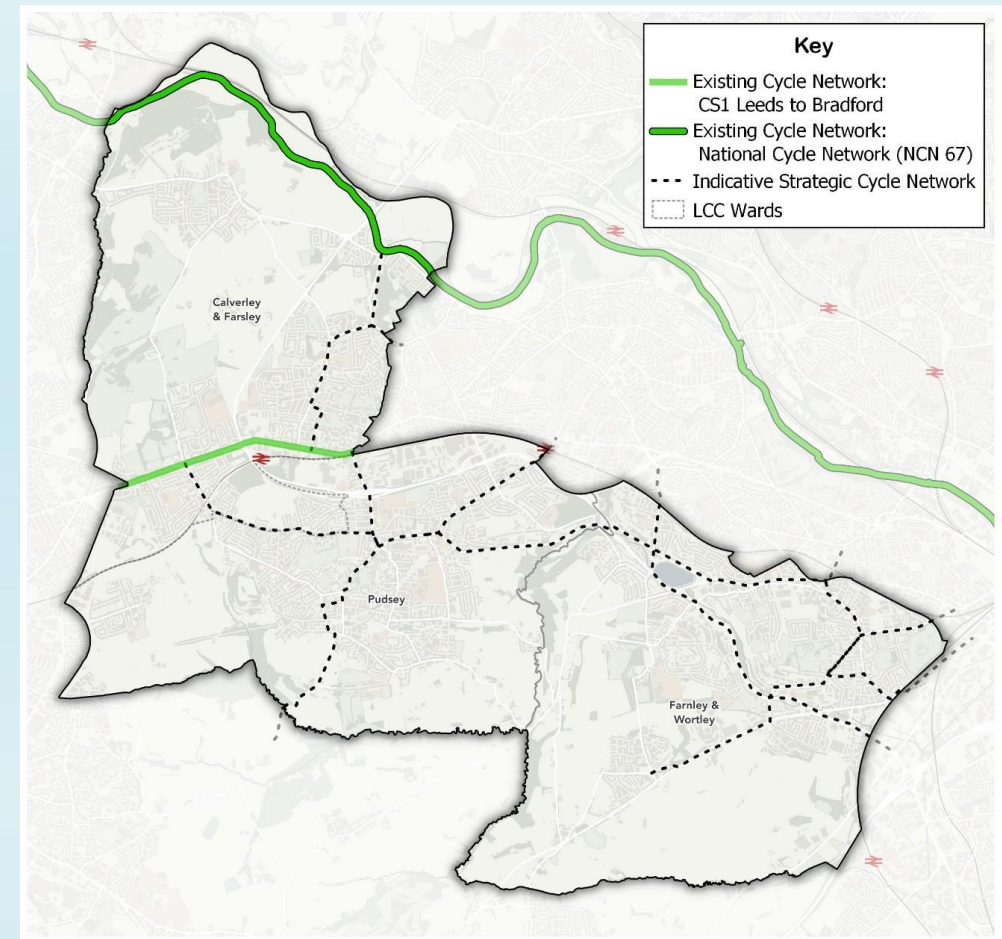 Key
Existing Cycle Network:
CS1 Leeds to Bradford
Existing Cycle Network:
National Cycle Network (NCN 67)
Indicative Strategic Cycle Network
LCC Wards
Calverley
& Farsley
Pudsey
Farnley &
Wortley